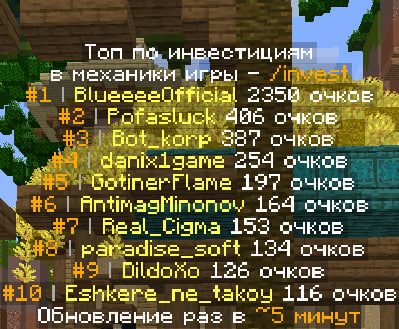 Топ по инвестициям
в механики игры - /invest
#1 | BlueeeeOfficial 2350 очков
#2 | Pofasluck 406 очков
#3 | Bot_korp 387 очков
#4 | danix1game 254 очков
#5 | GotinerFlame 197 очков
#6 | AntimagMinonov 164 очков
#7 | Real_Cigma 153 очков
#8 | paradise_soft 134 очков
#9 | DildoXo 126 очков
#10 | Eshkere_ne_takoy 116 очков
Обновление раз в ~5 минут